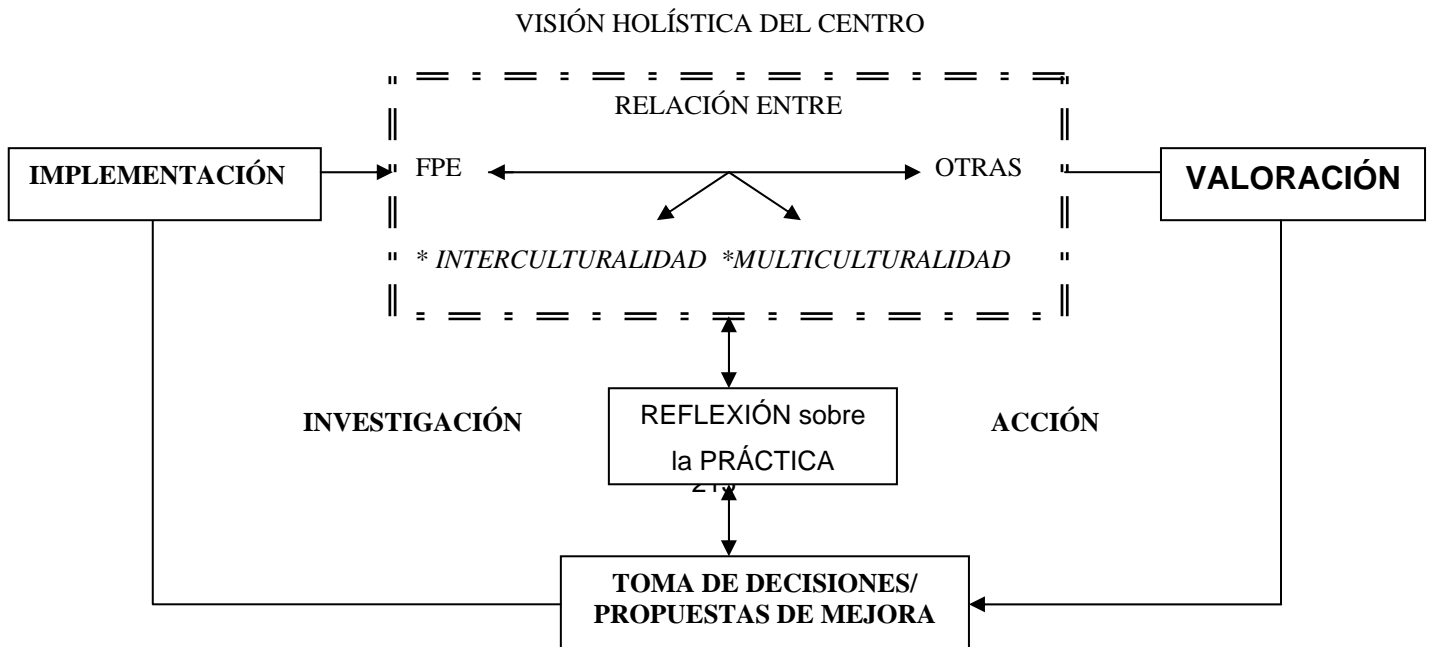 VISIÓN HOLÍSTICA DEL CENTRO
RELACIÓN ENTRE
IMPLEMENTACIÓN
FPE
OTRAS
VALORACIÓN
* INTERCULTURALIDAD *MULTICULTURALIDAD
INVESTIGACIÓN
REFLEXIÓN sobre
la PRÁCTICA
ACCIÓN
TOMA DE DECISIONES/
PROPUESTAS DE MEJORA